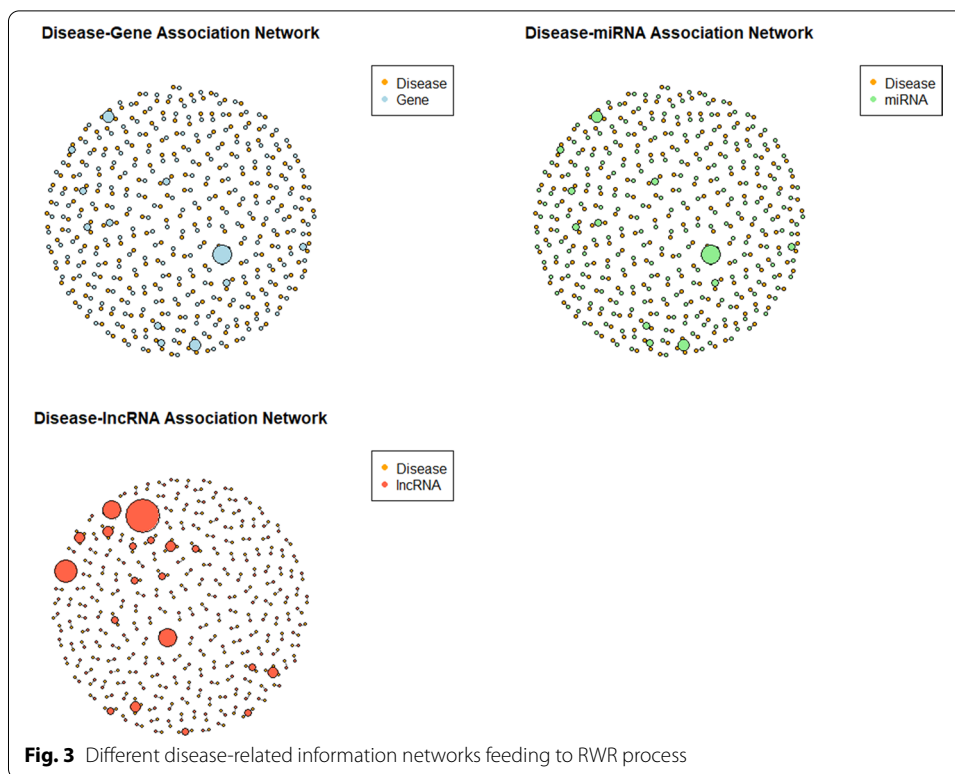 Disease-Gene Association Network
Disease
Gene
Disease-miRNA Association Network
Disease
miRNA
Disease-lncRNA Association Network
Disease
lncRNA
Fig. 3 Different disease-related information networks feeding to RWR process